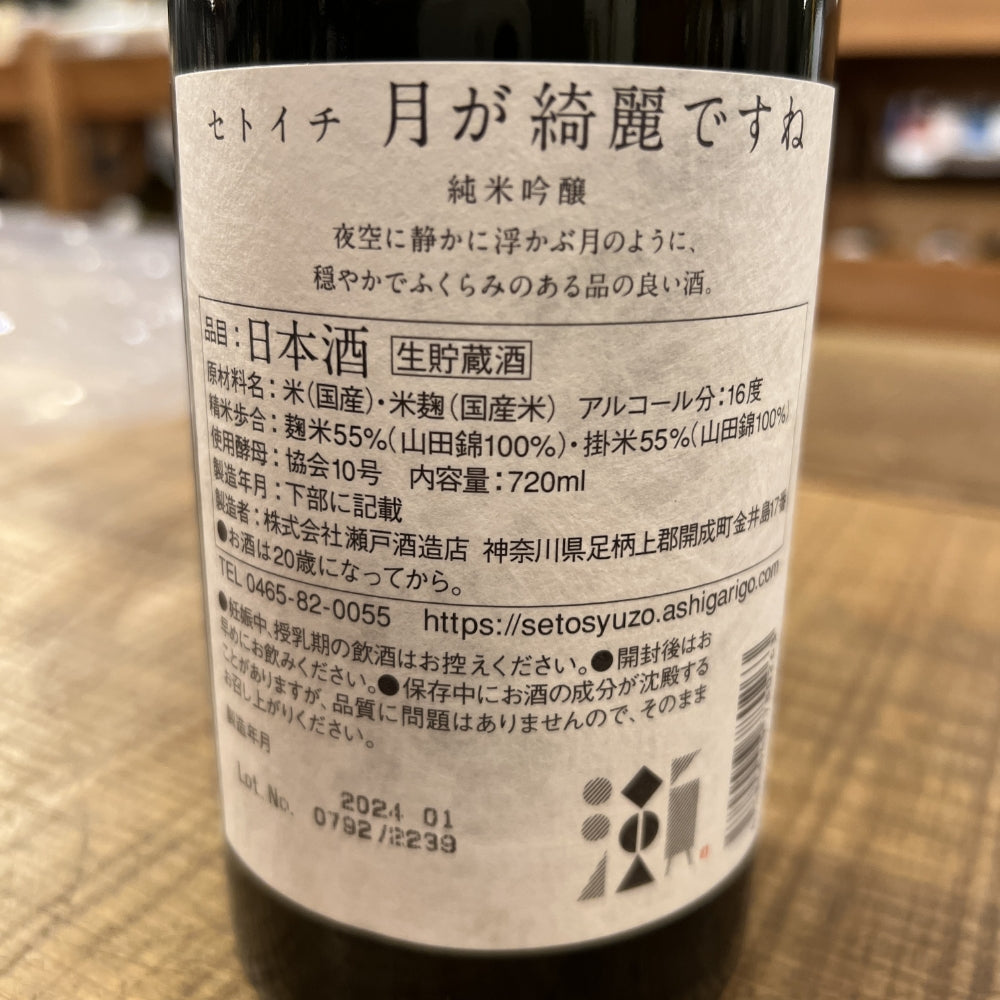 セトイチ 月が綺麗ですね
純米吟醸
夜空に静かに浮かぶ月のように、
穏やかでふくらみのある品の良い酒。
品目：日本酒 生貯蔵酒
原材料名：米（国産）・米麹（国産米） アルコール分：16度
精米歩合：麹米55%（山田錦100%）・掛米55%（山田錦100%）
使用酵母：協会10号 内容量：720ml
製造年月：下部に記載
製造者：株式会社瀬戸酒造店 神奈川県足柄上郡開成町金井島17番
●お酒は20歳になってから。
TEL 0465-82-0055 https://setosyuzo.ashigarigo.com
●妊娠中、授乳期の飲酒はお控えください。●開封後はお
早めにお飲みください。●保存中にお酒の成分が沈殿する
ことがありますが、品質に問題はありませんので、そのまま
お召し上がりください。
製造年月
2024 01
Lot.No. 0792